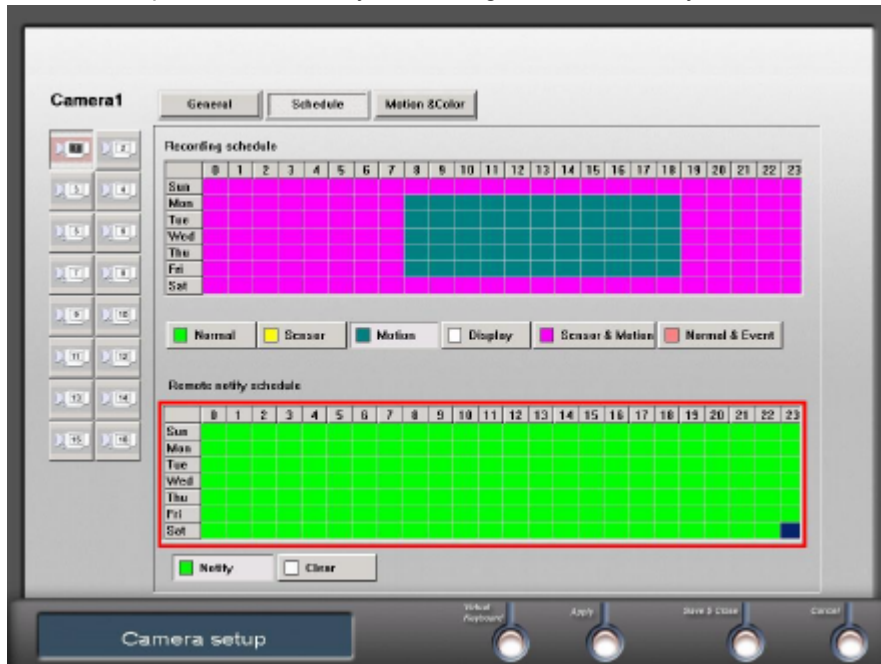 Camera1
General Schedule Motion &Color
1 2
3 4
5 6
7 8
9 10
11 12
13 14
15 16
Recording schedule
0 1 2 3 4 5 6 7 8 9 10 11 12 13 14 15 16 17 18 19 20 21 22 23
Sun
Mon
Tue
Wed
Thu
Fri
Sat
Normal Sensor Motion Display Sensor & Motion Normal & Event
Remote notify schedule
0 1 2 3 4 5 6 7 8 9 10 11 12 13 14 15 16 17 18 19 20 21 22 23
Sun
Mon
Tue
Wed
Thu
Fri
Sat
Notify Clear
Camera setup
Virtual Keyboard Apply Save & Close Cancel